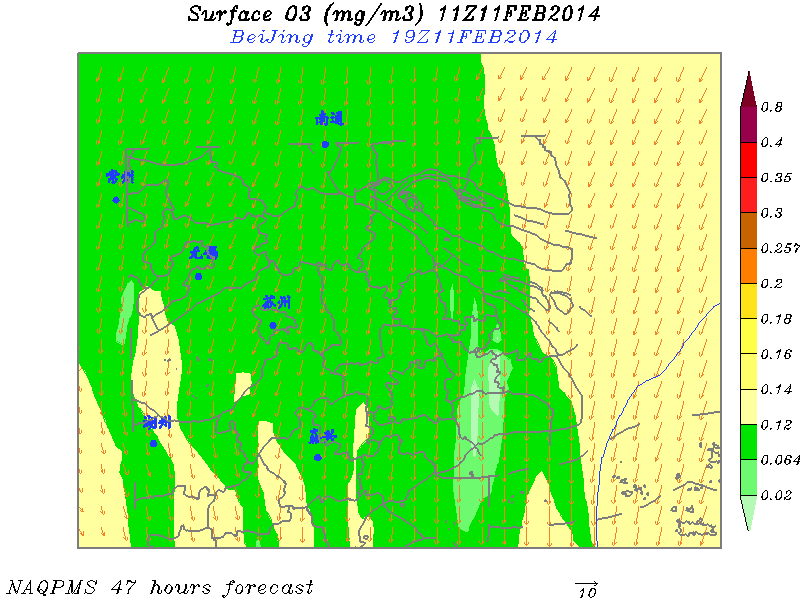 Surface O3 (mg/m3) 11Z11FEB2014
BeiJing time 19Z11FEB2014
南通
常州
无锡
苏州
湖州
嘉兴
0.8
0.4
0.35
0.3
0.257
0.2
0.18
0.16
0.14
0.12
0.064
0.02
NAQPMS 47 hours forecast
10